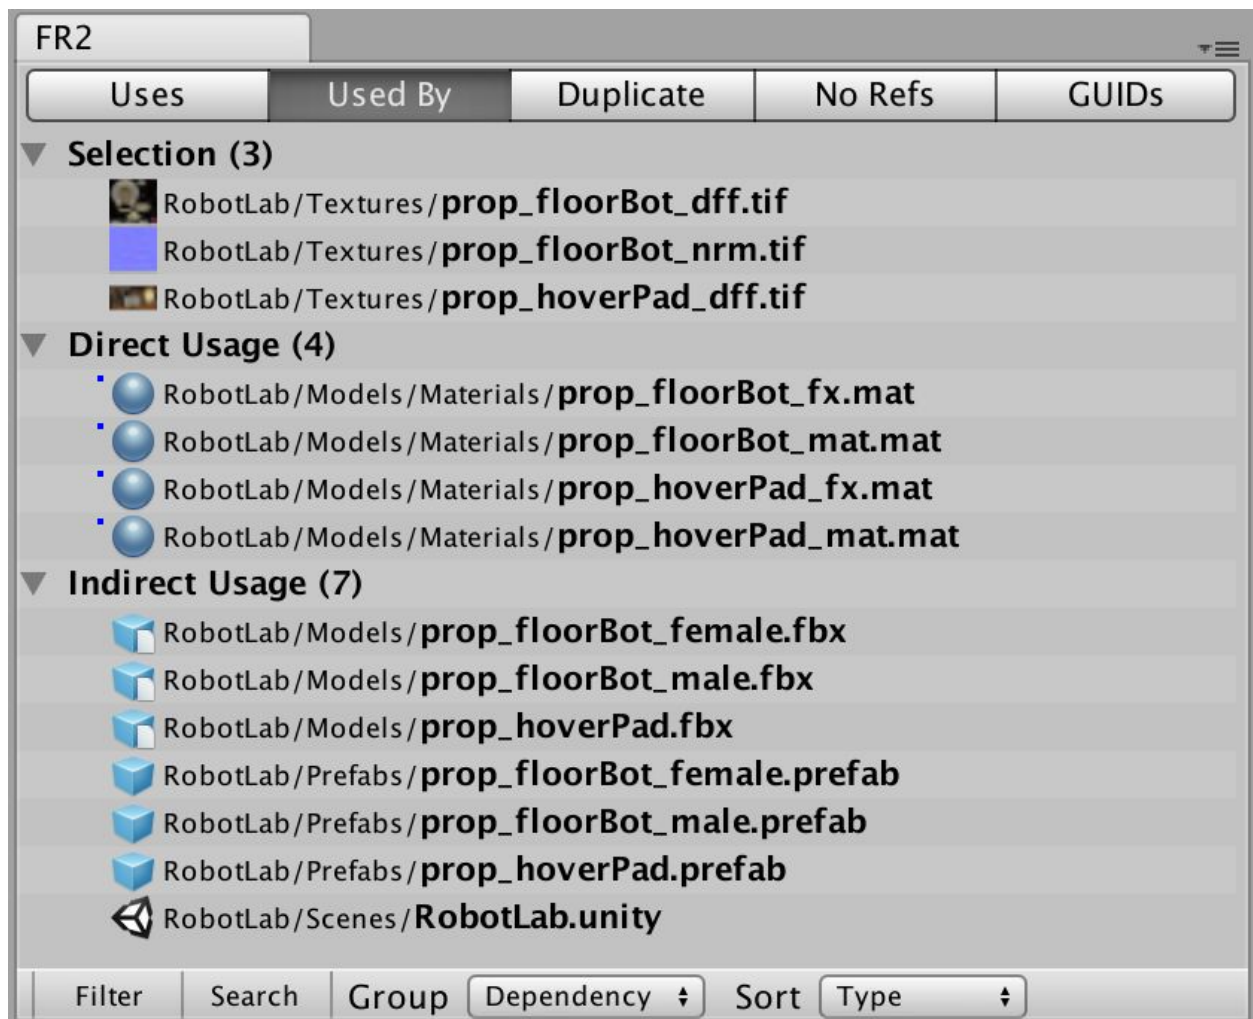 FR2
Uses Used By Duplicate No Refs GUIDs
Selection (3)
RobotLab/Textures/prop_floorBot_dff.tif
RobotLab/Textures/prop_floorBot_nrm.tif
RobotLab/Textures/prop_hoverPad_dff.tif
Direct Usage (4)
RobotLab/Models/Materials/prop_floorBot_fx.mat
RobotLab/Models/Materials/prop_floorBot_mat.mat
RobotLab/Models/Materials/prop_hoverPad_fx.mat
RobotLab/Models/Materials/prop_hoverPad_mat.mat
Indirect Usage (7)
RobotLab/Models/prop_floorBot_female.fbx
RobotLab/Models/prop_floorBot_male.fbx
RobotLab/Models/prop_hoverPad.fbx
RobotLab/Prefabs/prop_floorBot_female.prefab
RobotLab/Prefabs/prop_floorBot_male.prefab
RobotLab/Prefabs/prop_hoverPad.prefab
RobotLab/Scenes/RobotLab.unity
Filter Search Group Dependency Sort Type